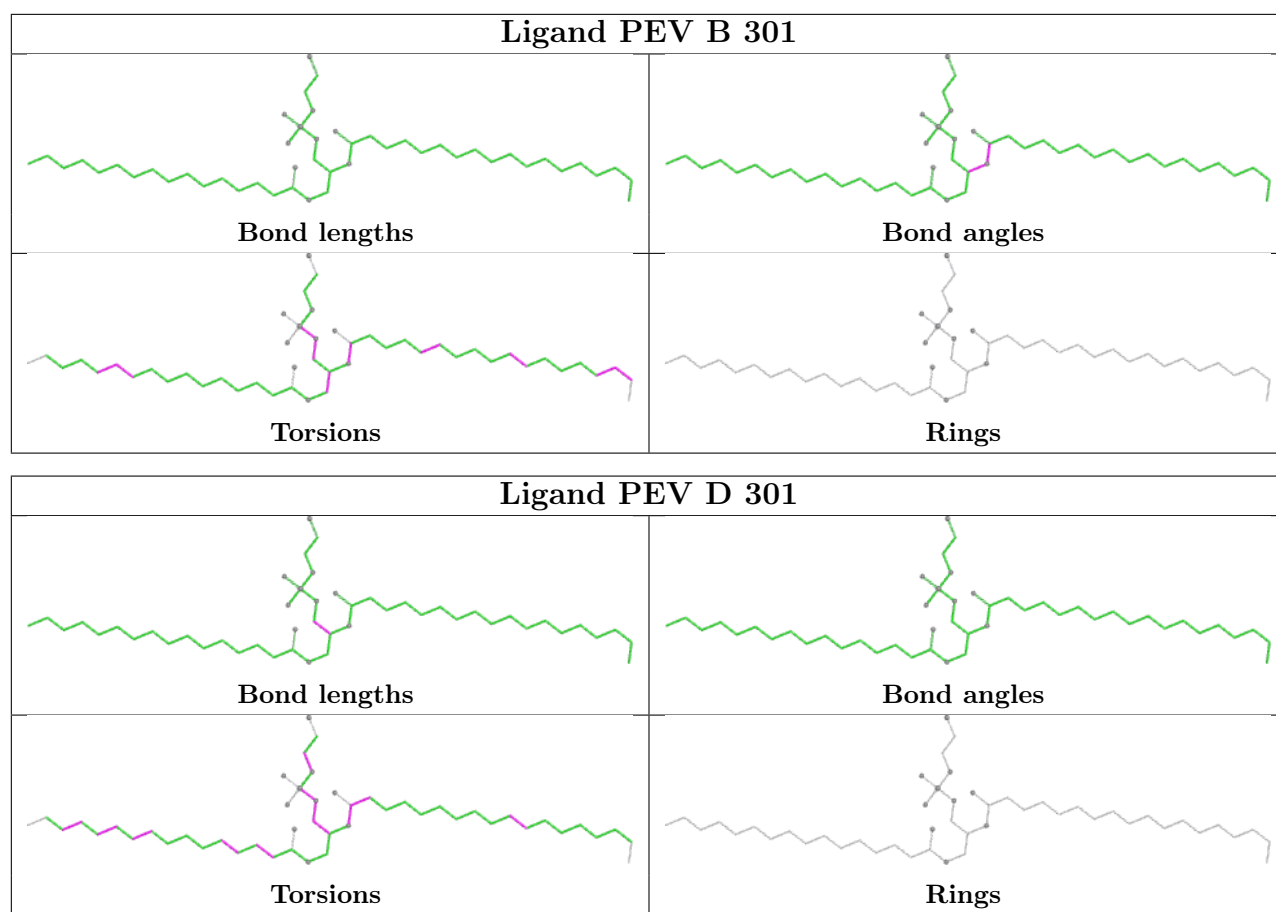 Ligand PEV B 301
Bond lengths
Bond angles
Torsions
Rings
Ligand PEV D 301
Bond lengths
Bond angles
Torsions
Rings